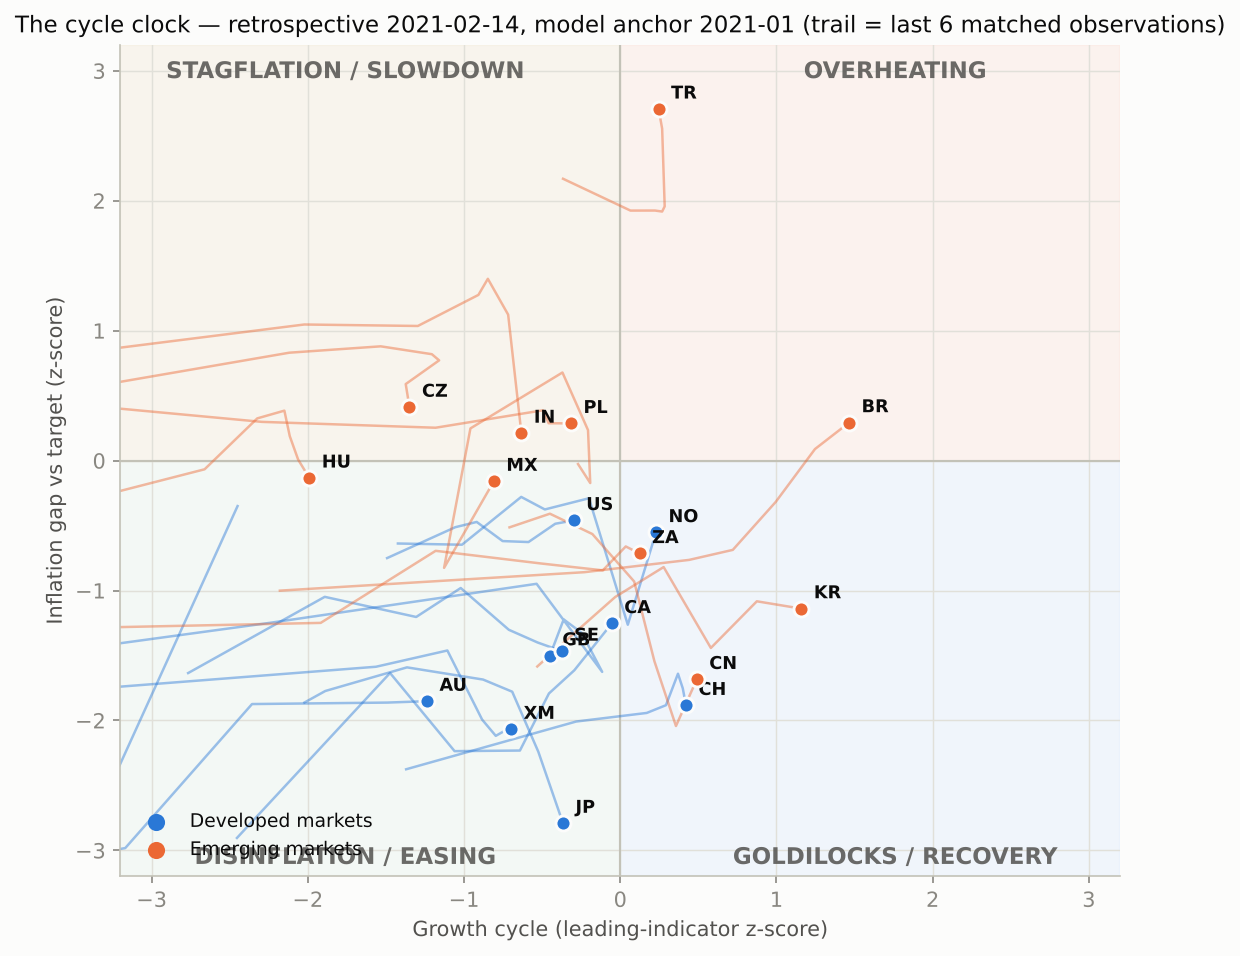 The cycle clock — retrospective 2021-02-14, model anchor 2021-01 (trail = last 6 matched observations)
STAGFLATION / SLOWDOWN
OVERHEATING
TR
CZ
IN
PL
BR
HU
MX
US
NO
ZA
CA
KR
SE
GB
CN
CH
AU
XM
JP
Developed markets
Emerging markets
DISINFLATION / EASING
GOLDILOCKS / RECOVERY
3
2
1
0
−1
−2
−3
Inflation gap vs target (z-score)
−3 −2 −1 0 1 2 3
Growth cycle (leading-indicator z-score)